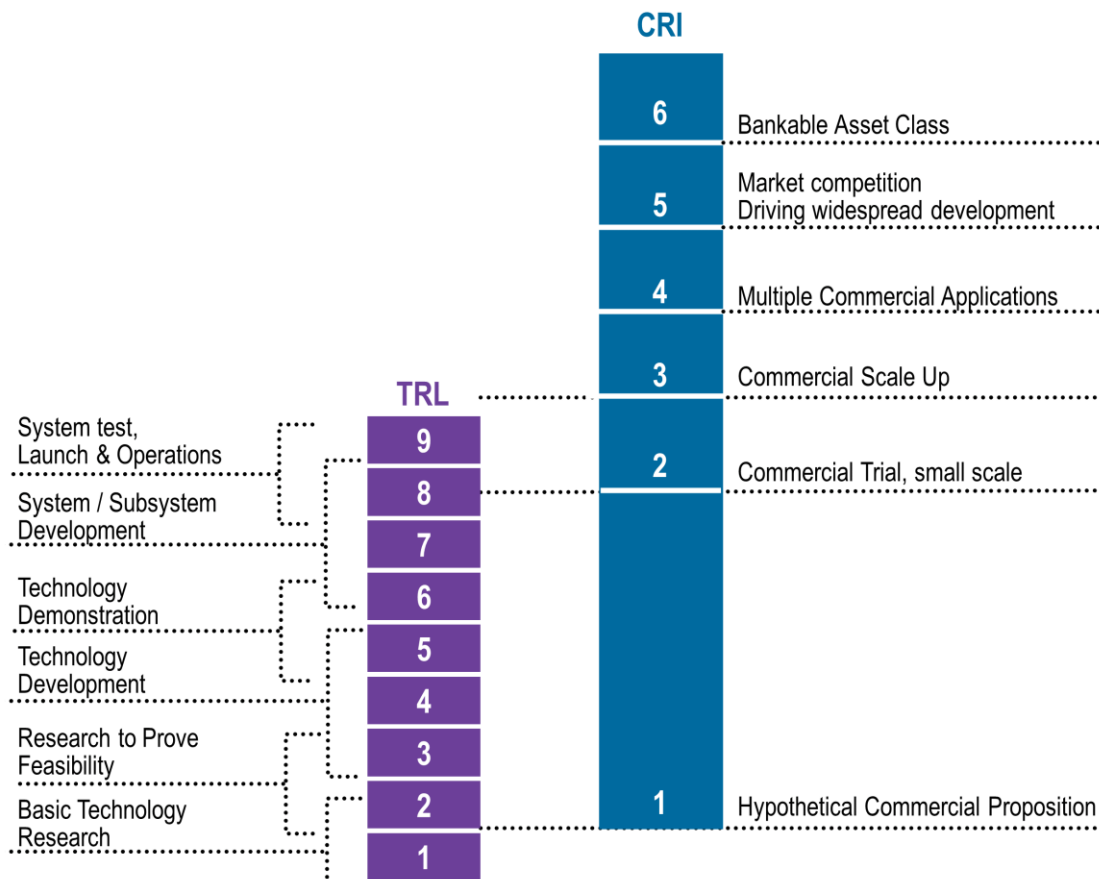 CRI
6
Bankable Asset Class
5
Market competition
Driving widespread development
4
Multiple Commercial Applications
3
Commercial Scale Up
2
Commercial Trial, small scale
1
Hypothetical Commercial Proposition
TRL
9
8
7
6
5
4
3
2
1
System test,
Launch & Operations
System / Subsystem
Development
Technology
Demonstration
Technology
Development
Research to Prove
Feasibility
Basic Technology
Research